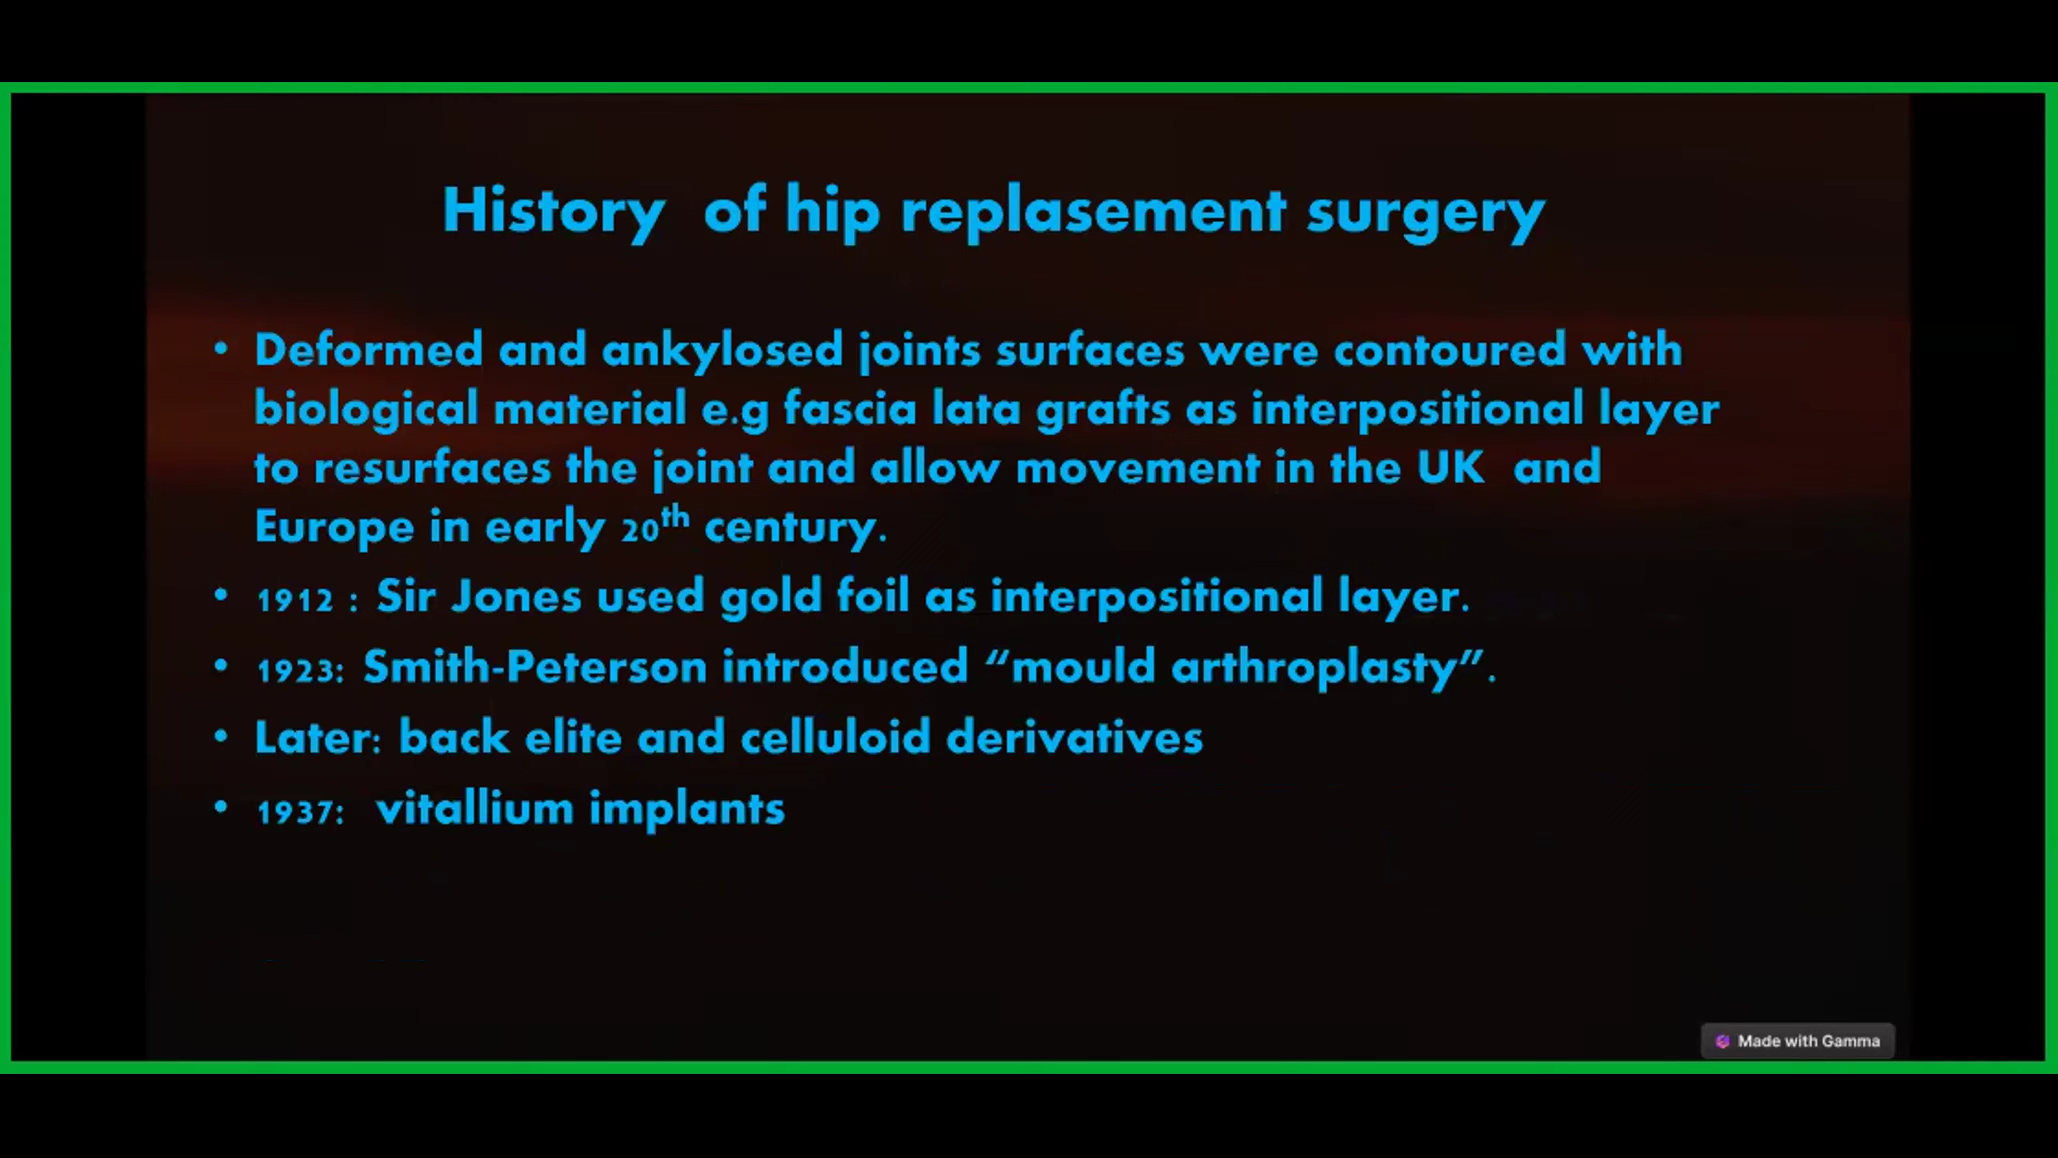 History of hip replasement surgery
• Deformed and ankylosed joints surfaces were contoured with
biological material e.g fascia lata grafts as interpositional layer
to resurfaces the joint and allow movement in the UK and
Europe in early 20th century.
• 1912 : Sir Jones used gold foil as interpositional layer.
• 1923: Smith-Peterson introduced “mould arthroplasty”.
• Later: back elite and celluloid derivatives
• 1937: vitallium implants
Made with Gamma